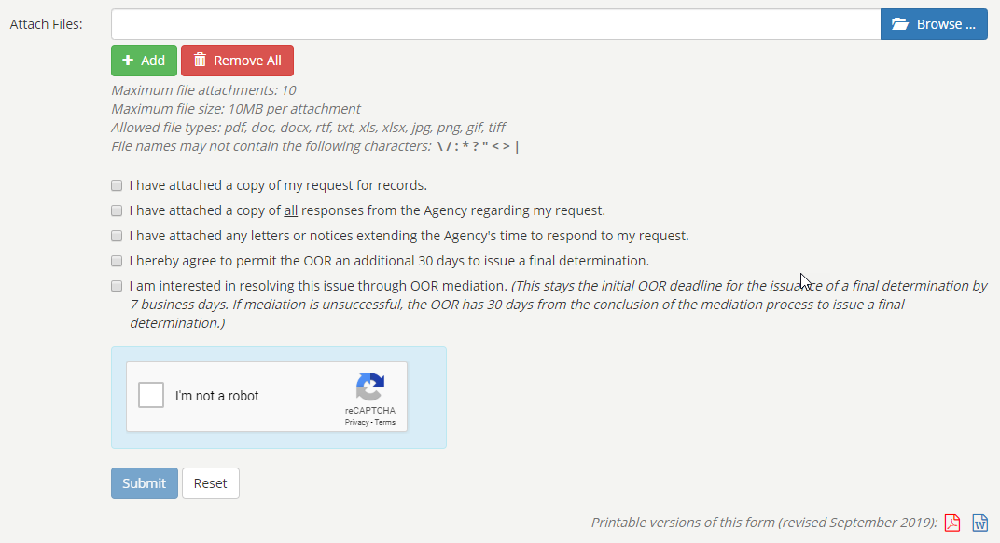 Attach Files:
Browse ...
Add
Remove All
Maximum file attachments: 10
Maximum file size: 10MB per attachment
Allowed file types: pdf, doc, docx, rtf, txt, xls, xlsx, jpg, png, gif, tiff
File names may not contain the following characters: \ / : * ? " < > |
I have attached a copy of my request for records.
I have attached a copy of all responses from the Agency regarding my request.
I have attached any letters or notices extending the Agency's time to respond to my request.
I hereby agree to permit the OOR an additional 30 days to issue a final determination.
I am interested in resolving this issue through OOR mediation. (This stays the initial OOR deadline for the issuance of a final determination by
7 business days. If mediation is unsuccessful, the OOR has 30 days from the conclusion of the mediation process to issue a final
determination.)
I'm not a robot
reCAPTCHA
Privacy - Terms
Submit
Reset
Printable versions of this form (revised September 2019):